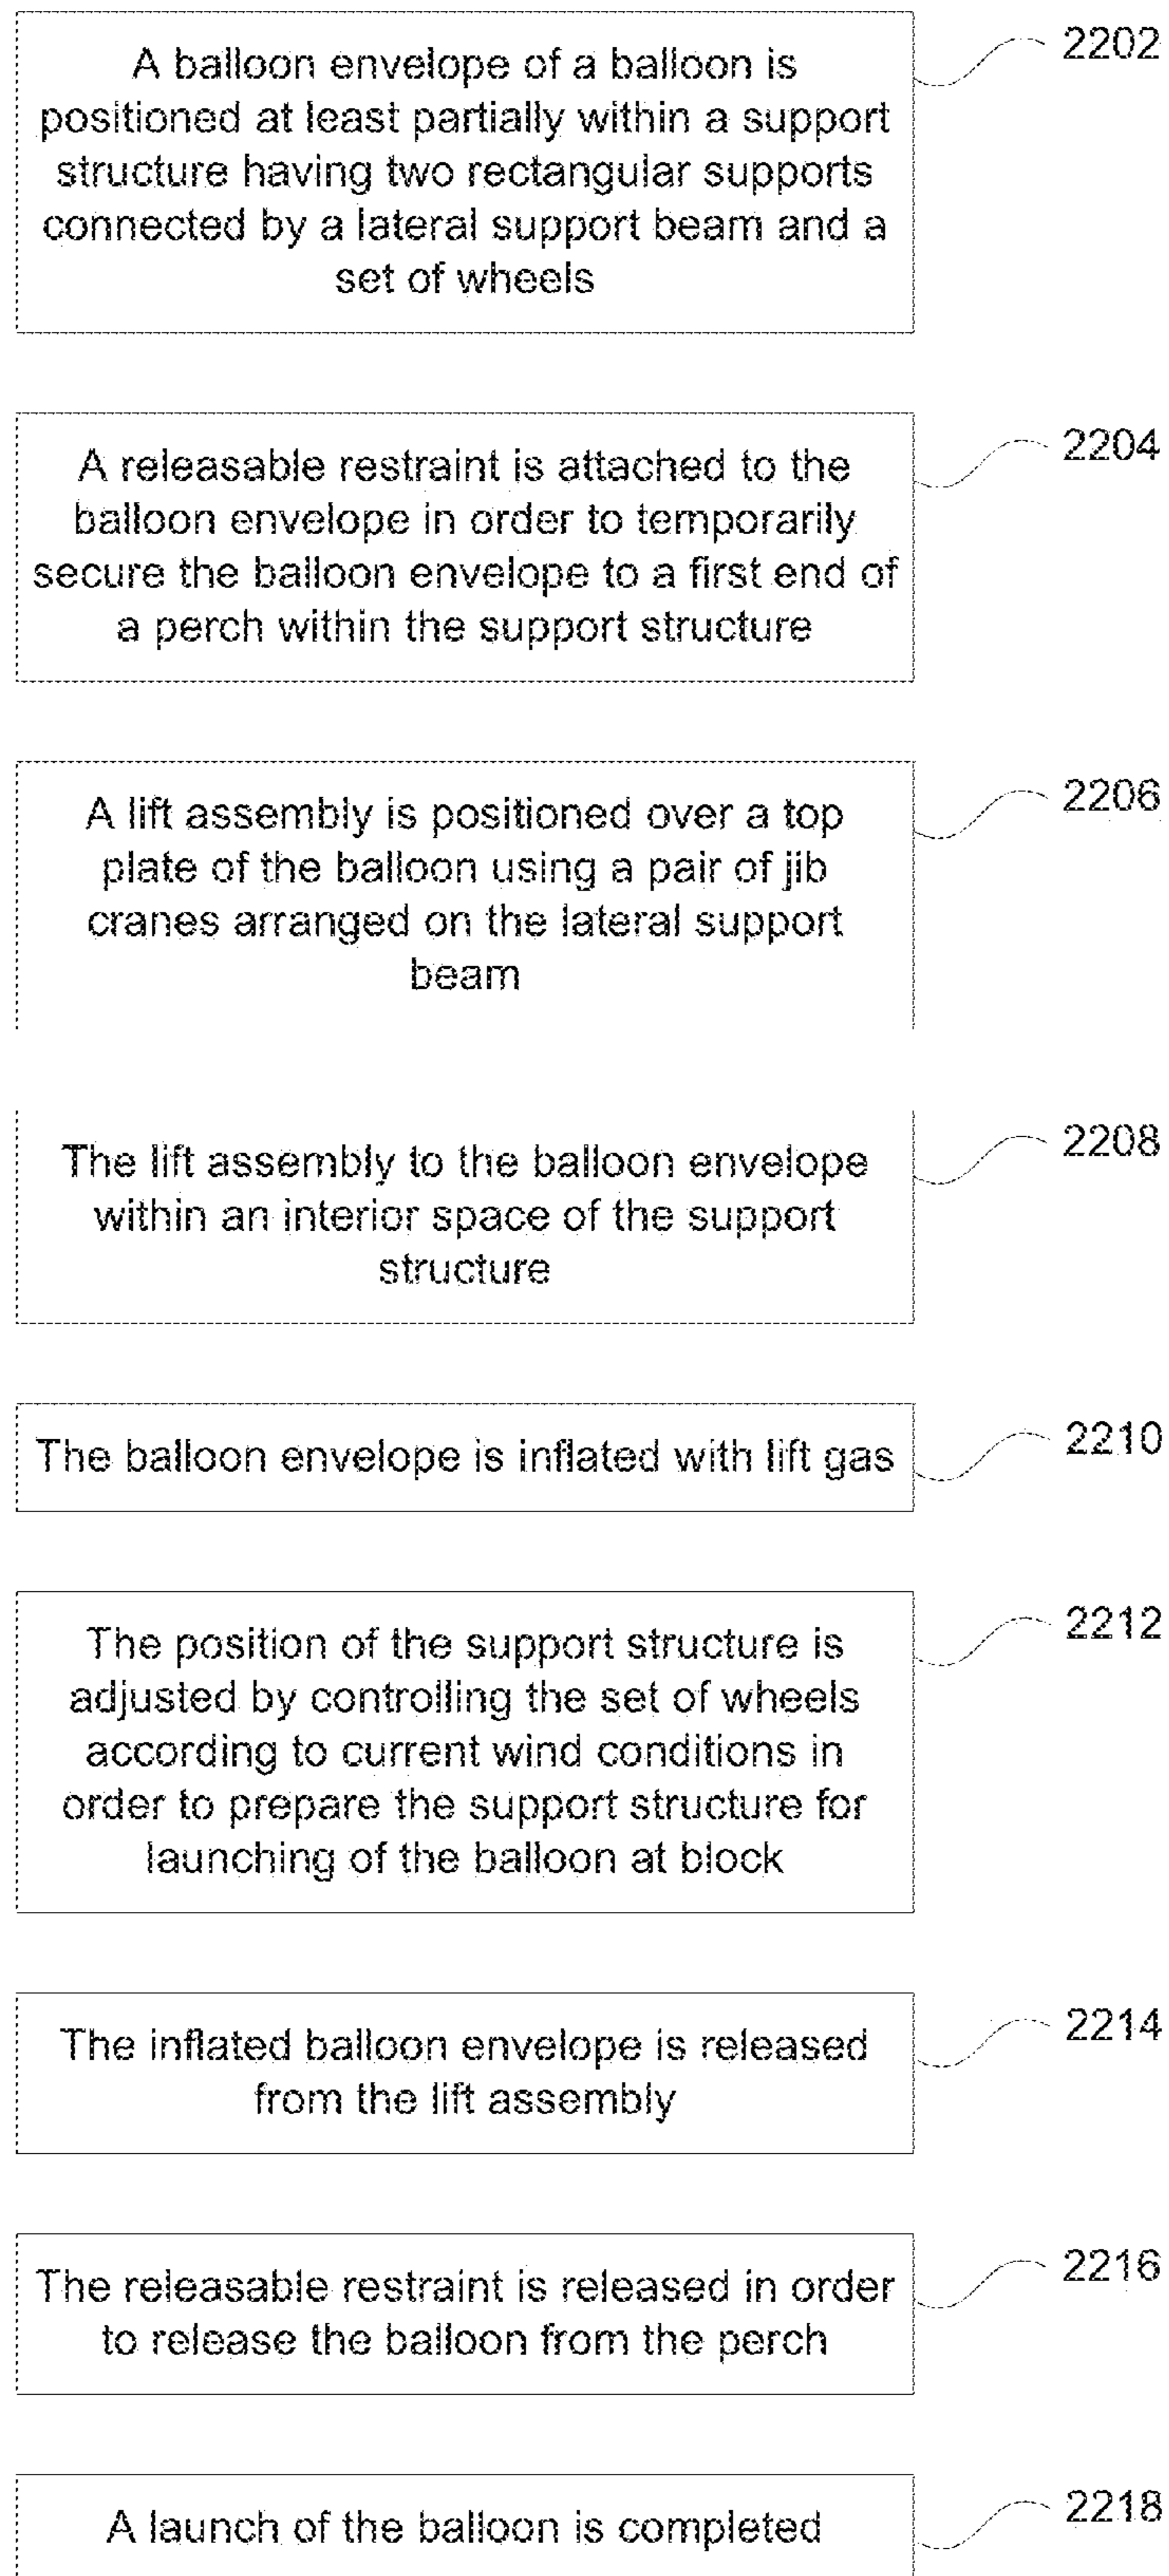 A balloon envelope of a balloon is
positioned at least partially within a support
structure having two rectangular supports
connected by a lateral support beam and a
set of wheels
2202
A releasable restraint is attached to the
balloon envelope in order to temporarily
secure the balloon envelope to a first end of
a perch within the support structure
2204
A lift assembly is positioned over a top
plate of the balloon using a pair of jib
cranes arranged on the lateral support
beam
2206
The lift assembly to the balloon envelope
within an interior space of the support
structure
2208
The balloon envelope is inflated with lift gas
2210
The position of the support structure is
adjusted by controlling the set of wheels
according to current wind conditions in
order to prepare the support structure for
launching of the balloon at block
2212
The inflated balloon envelope is released
from the lift assembly
2214
The releasable restraint is released in order
to release the balloon from the perch
2216
A launch of the balloon is completed
2218